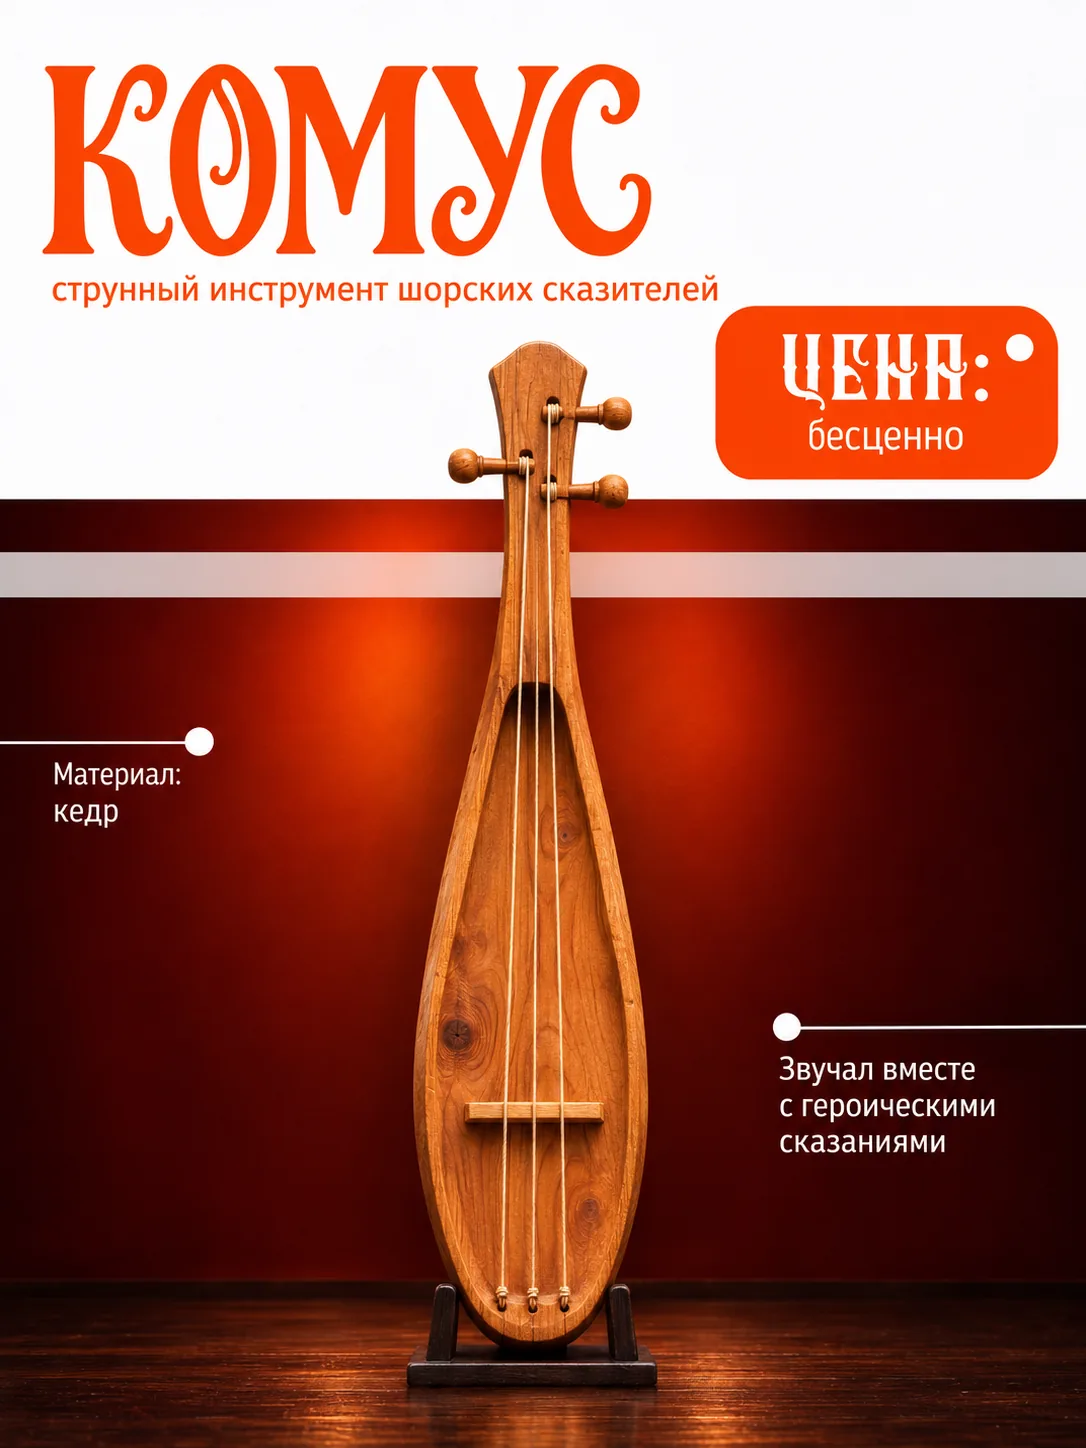 КОМУС
струнный инструмент шорских сказителей
ЦЕНА:
бесценно
Материал:
кедр
Звучал вместе
с героическими
сказаниями